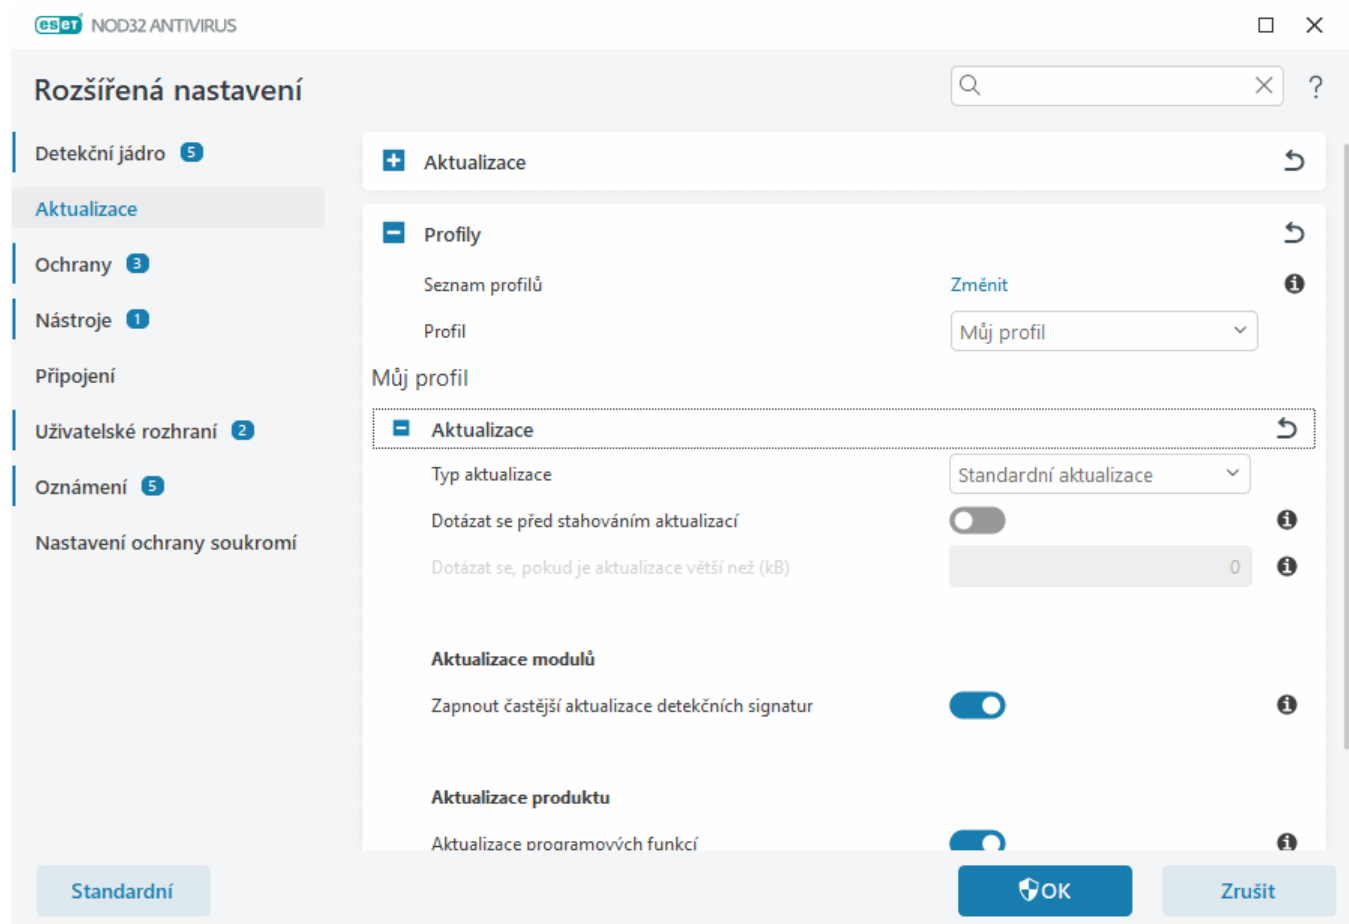 eset NOD32 ANTIVIRUS
Rozšířená nastavení
?
Detekční jádro 5
Aktualizace
Ochrany 3
Nástroje 1
Připojení
Uživatelské rozhraní 2
Oznámení 5
Nastavení ochrany soukromí
Aktualizace
Profily
Seznam profilů Změnit
Profil Můj profil
Můj profil
Aktualizace
Typ aktualizace Standardní aktualizace
Dotázat se před stahováním aktualizací
Dotázat se, pokud je aktualizace větší než (kB) 0
Aktualizace modulů
Zapnout častější aktualizace detekčních signatur
Aktualizace produktu
Aktualizace programových funkcí
Standardní
OK
Zrušit